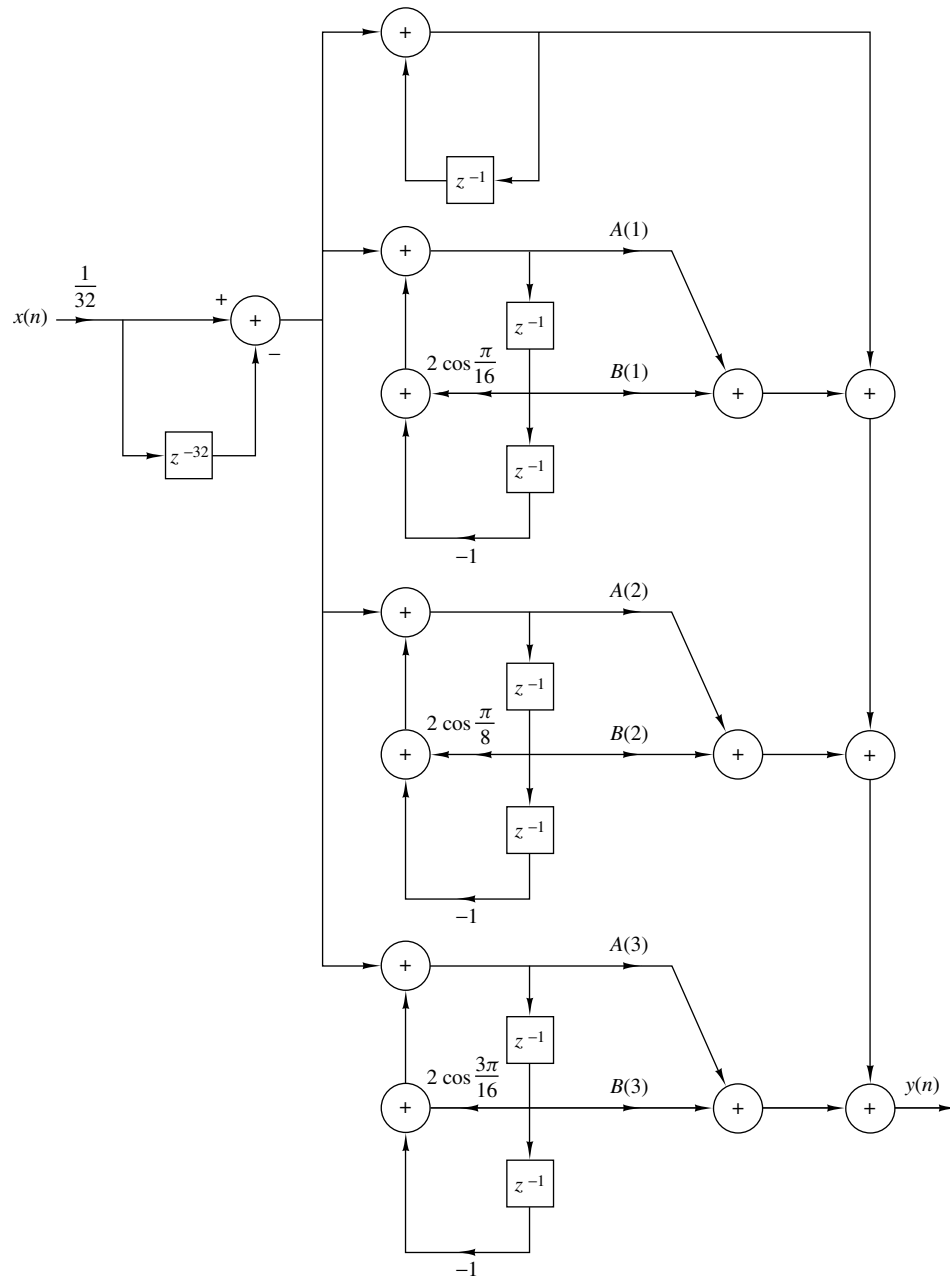 +
z⁻¹
+
A(1)
1/32
z⁻¹
x(n)
+
+
−
2 cos π/16
B(1)
+
+
+
z⁻³²
z⁻¹
−1
+
A(2)
z⁻¹
2 cos π/8
B(2)
+
+
+
z⁻¹
−1
+
A(3)
z⁻¹
2 cos 3π/16
B(3)
y(n)
+
+
+
z⁻¹
−1